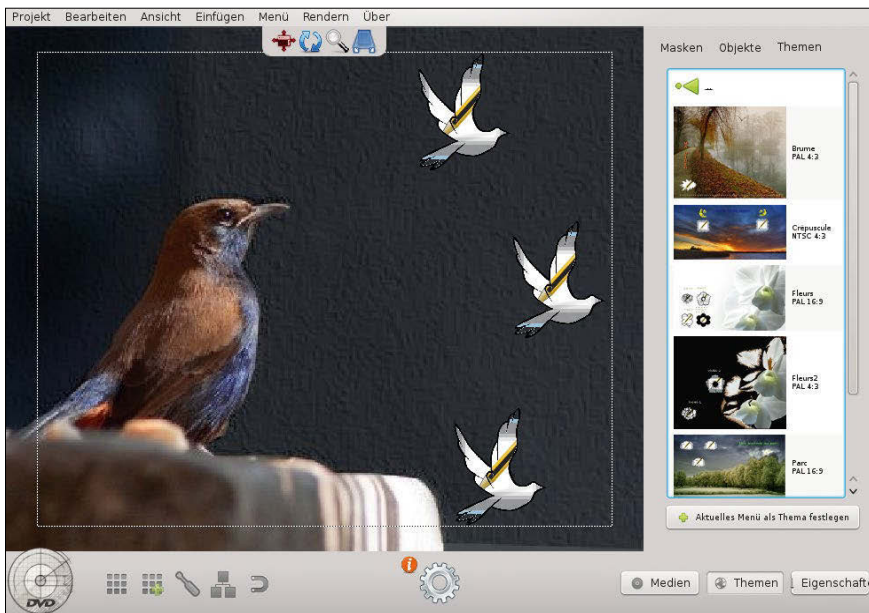 Projekt Bearbeiten Ansicht Einfügen Menü Rendern Über
Masken Objekte Themen
Brume
PAL 4:3
Crépuscule
NTSC 4:3
Fleurs
PAL 16:9
Fleurs2
PAL 4:3
Parc
PAL 16:9
Aktuelles Menü als Thema festlegen
DVD
i
Medien Themen Eigenschafte